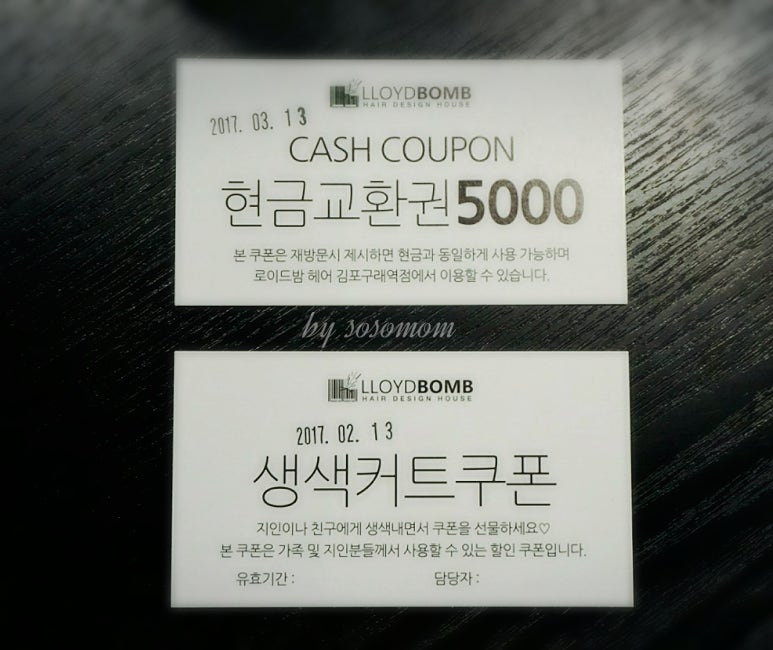 LLOYDBOMB
HAIR DESIGN HOUSE
2017. 03. 13
CASH COUPON
현금교환권5000
본 쿠폰은 재방문시 제시하면 현금과 동일하게 사용 가능하며
로이드밤 헤어 김포구래역점에서 이용할 수 있습니다.
by sosomom
LLOYDBOMB
HAIR DESIGN HOUSE
2017. 02. 13
생색커트쿠폰
지인이나 친구에게 생색내면서 쿠폰을 선물하세요♡
본 쿠폰은 가족 및 지인분들께서 사용할 수 있는 할인 쿠폰입니다.
유효기간 : 담당자 :